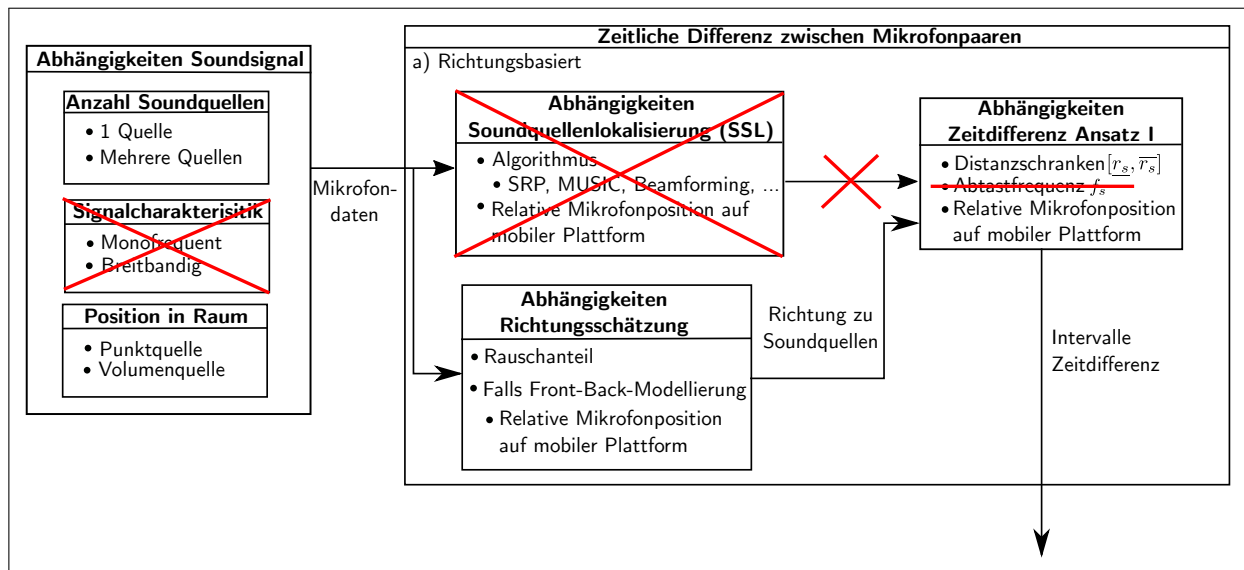 Abhängigkeiten Soundsignal
Anzahl Soundquellen
• 1 Quelle
• Mehrere Quellen
Signalcharakterisitik
• Monofrequent
• Breitbandig
Position in Raum
• Punktquelle
• Volumenquelle
Mikrofon-
daten
Zeitliche Differenz zwischen Mikrofonpaaren
a) Richtungsbasiert
Abhängigkeiten
Soundquellenlokalisierung (SSL)
• Algorithmus
• SRP, MUSIC, Beamforming, ...
• Relative Mikrofonposition auf
mobiler Plattform
Abhängigkeiten
Richtungsschätzung
• Rauschanteil
• Falls Front-Back-Modellierung
• Relative Mikrofonposition
auf mobiler Plattform
Richtung zu
Soundquellen
Abhängigkeiten
Zeitdifferenz Ansatz I
• Distanzschranken[<u>r_s</u>, r̅_s̅]
• Abtastfrequenz f_s
• Relative Mikrofonposition
auf mobiler Plattform
Intervalle
Zeitdifferenz